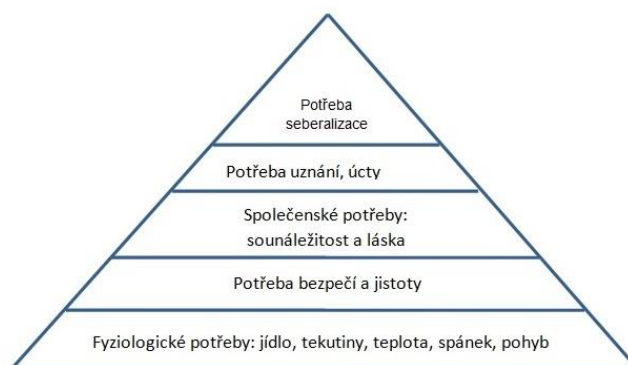 Potřeba
seberalizace
Potřeba uznání, úcty
Společenské potřeby:
sounáležitost a láska
Potřeba bezpečí a jistoty
Fyziologické potřeby: jídlo, tekutiny, teplota, spánek, pohyb